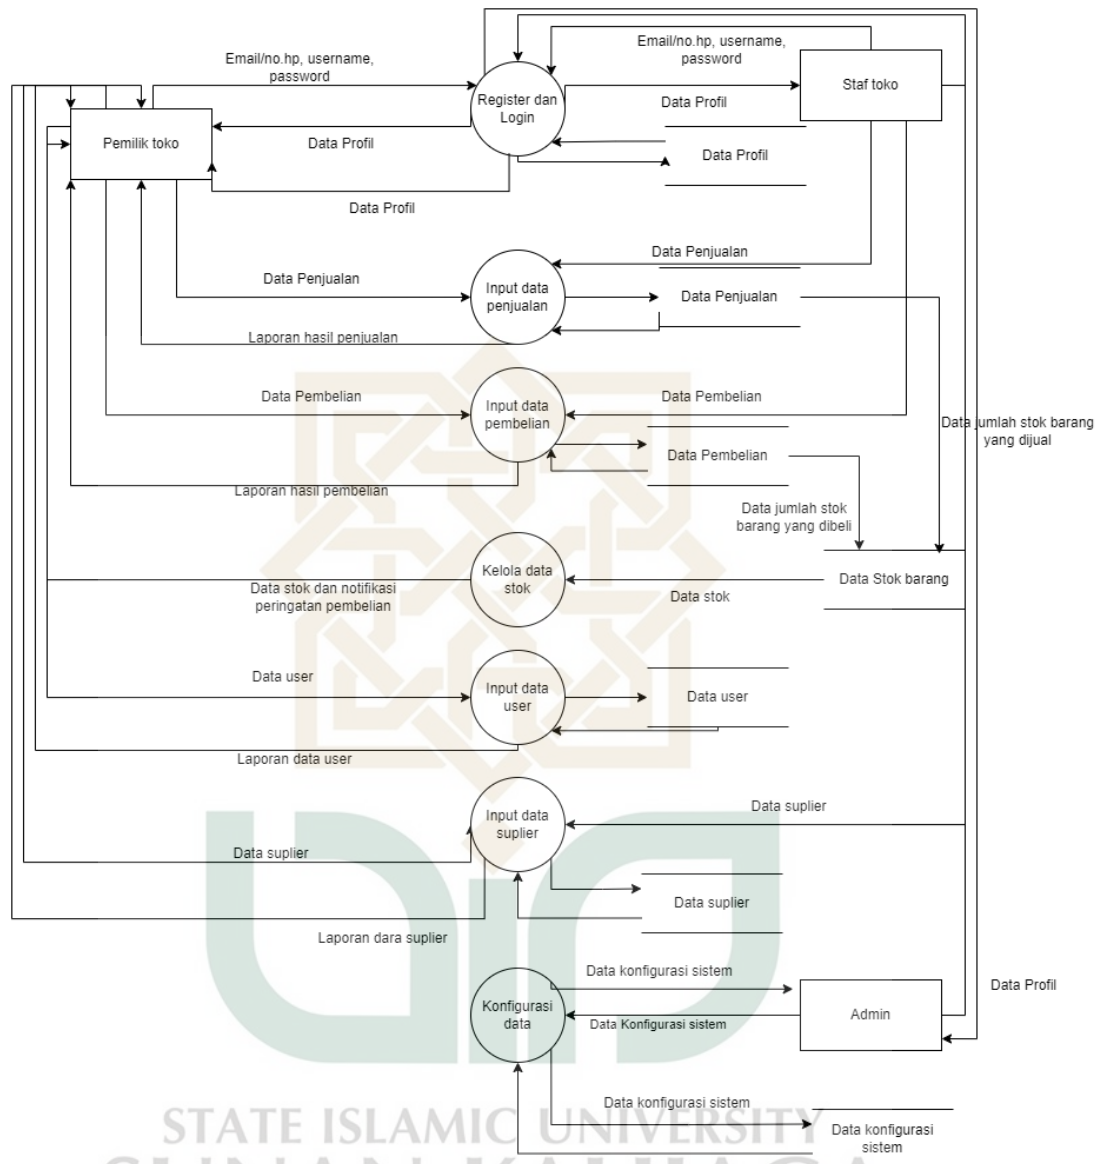 Email/no.hp, username,
password
Email/no.hp, username,
password
Staf toko
Register dan
Login
Data Profil
Pemilik toko
Data Profil
Data Profil
Data Profil
Data Penjualan
Data Penjualan
Input data
penjualan
Data Penjualan
Laporan hasil penjualan
Data Pembelian
Input data
pembelian
Data Pembelian
Data jumlah stok barang
yang dijual
Data Pembelian
Laporan hasil pembelian
Data jumlah stok
barang yang dibeli
Kelola data
stok
Data Stok barang
Data stok dan notifikasi
peringatan pembelian
Data stok
Data user
Input data
user
Data user
Laporan data user
Input data
suplier
Data suplier
Data suplier
Data suplier
Laporan dara suplier
Data konfigurasi sistem
Data Profil
Konfigurasi
data
Admin
Data Konfigurasi sistem
Data konfigurasi sistem
STATE ISLAMIC UNIVERSITY
Data konfigurasi
sistem
SUNAN KALIJAGA